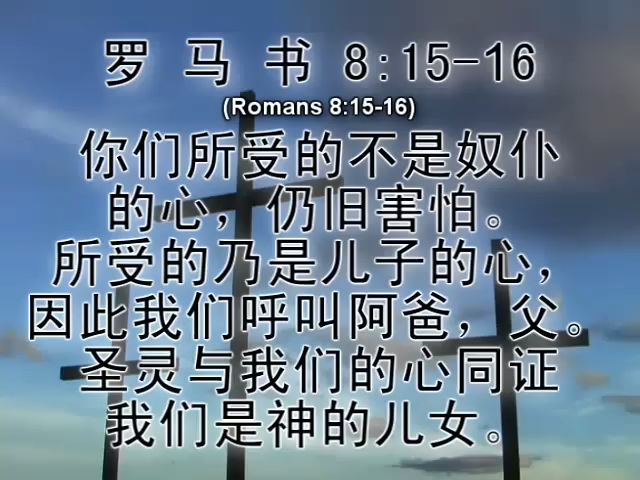 罗 马 书 8:15-16
(Romans 8:15-16)
你们所受的不是奴仆
的心，仍旧害怕。
所受的乃是儿子的心，
因此我们呼叫阿爸，父。
圣灵与我们的心同证
我们是神的儿女。